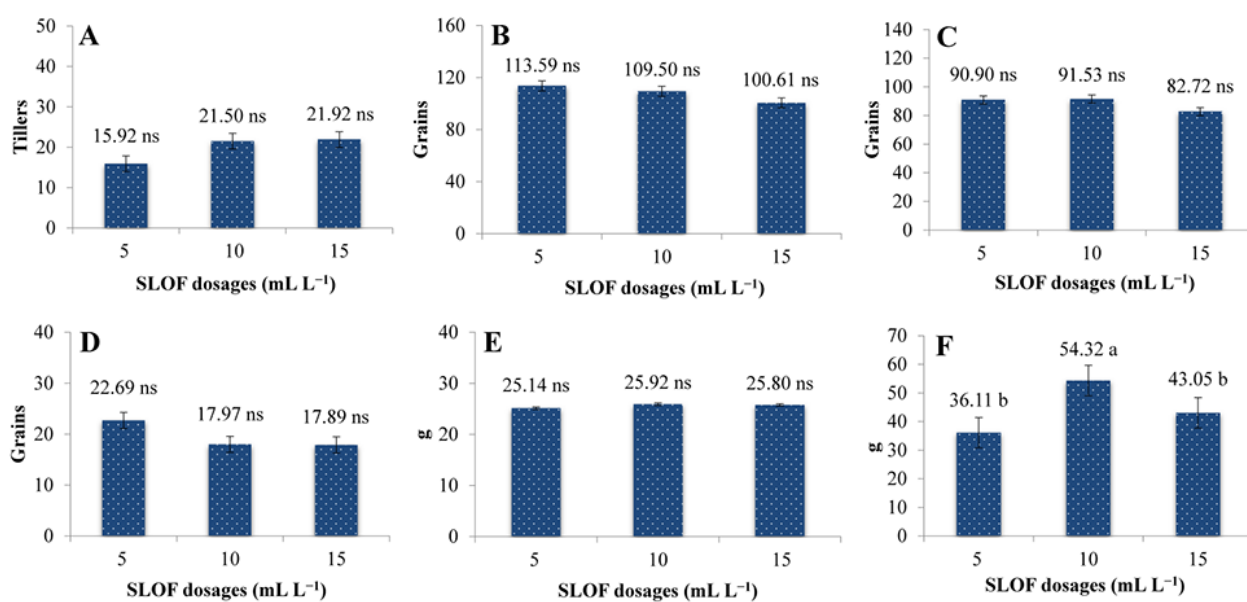 A
Tillers
50
40
30
20
10
0
15.92 ns
21.50 ns
21.92 ns
5 10 15
SLOF dosages (mL L⁻¹)
B
Grains
160
120
80
40
0
113.59 ns
109.50 ns
100.61 ns
5 10 15
SLOF dosages (mL L⁻¹)
C
Grains
140
120
100
80
60
40
20
0
90.90 ns
91.53 ns
82.72 ns
5 10 15
SLOF dosages (mL L⁻¹)
D
Grains
40
30
20
10
0
22.69 ns
17.97 ns
17.89 ns
5 10 15
SLOF dosages (mL L⁻¹)
E
g
40
30
20
10
0
25.14 ns
25.92 ns
25.80 ns
5 10 15
SLOF dosages (mL L⁻¹)
F
g
70
60
50
40
30
20
10
0
36.11 b
54.32 a
43.05 b
5 10 15
SLOF dosages (mL L⁻¹)